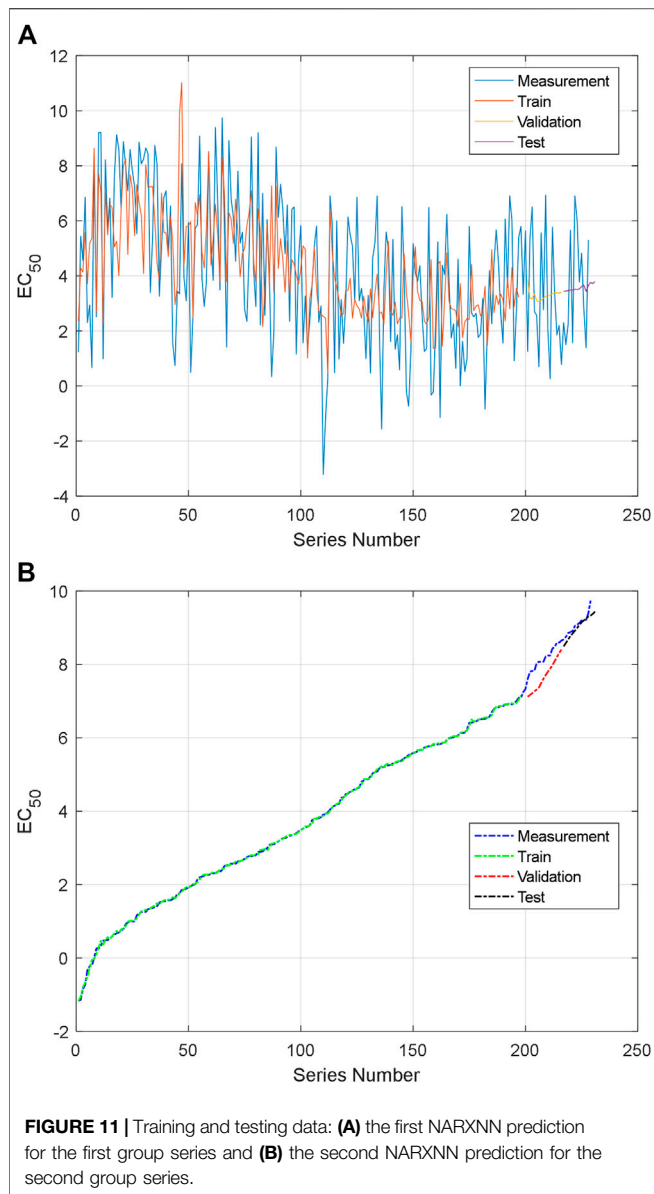 A
12
10
8
6
4
2
0
-2
-4
EC50
0
50
100
150
200
250
Series Number
Measurement
Train
Validation
Test
B
10
8
6
4
2
0
-2
EC50
0
50
100
150
200
250
Series Number
Measurement
Train
Validation
Test
FIGURE 11 | Training and testing data: (A) the first NARXNN prediction
for the first group series and (B) the second NARXNN prediction for the
second group series.